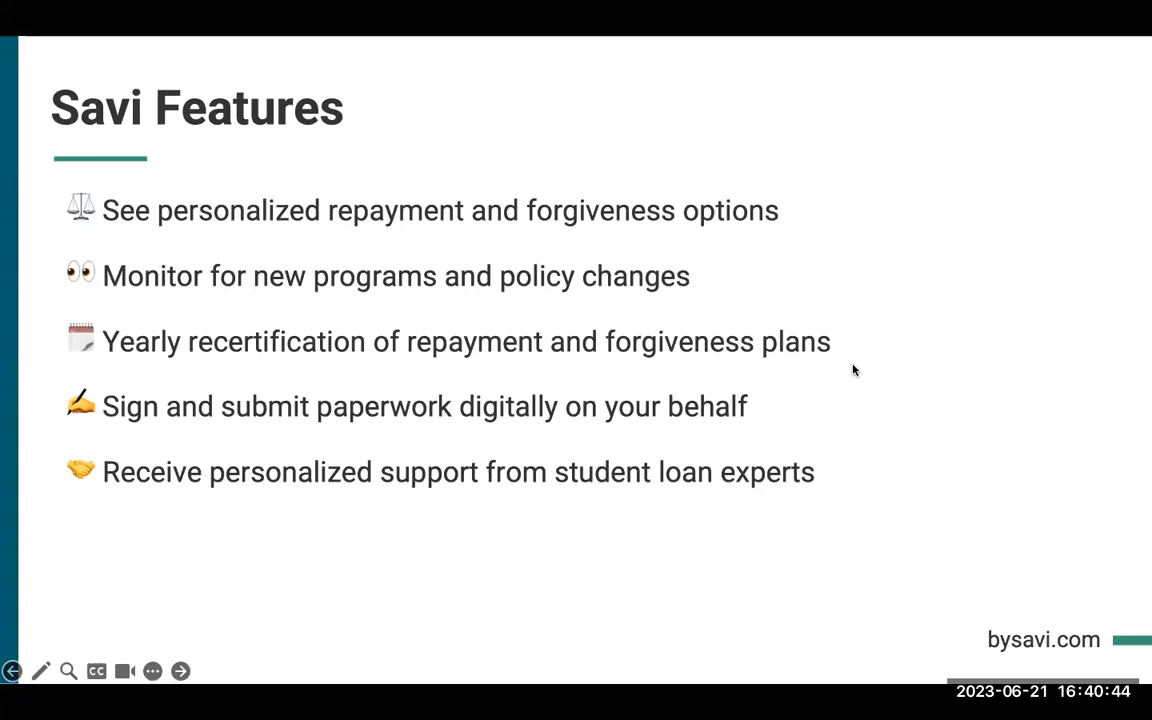 Savi Features
See personalized repayment and forgiveness options
Monitor for new programs and policy changes
Yearly recertification of repayment and forgiveness plans
Sign and submit paperwork digitally on your behalf
Receive personalized support from student loan experts
bysavi.com
CC
2023-06-21 16:40:44